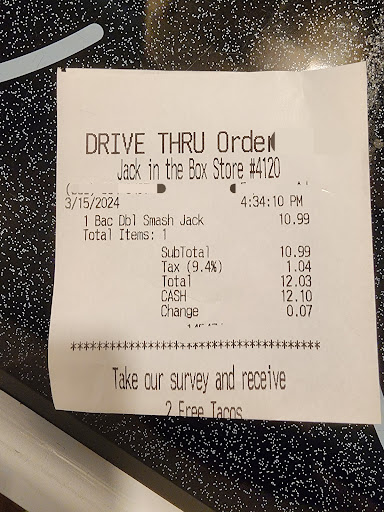 DRIVE THRU Order
Jack in the Box Store #4120
3/15/2024 4:34:10 PM
1 Bac Dbl Smash Jack 10.99
Total Items: 1
SubTotal 10.99
Tax (9.4%) 1.04
Total 12.03
CASH 12.10
Change 0.07
****************************************
Take our survey and receive
2 Free Tacos